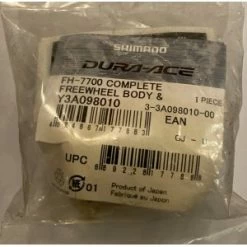 SHIMANO
DURA-ACE
FH-7700 COMPLETE
FREEWHEEL BODY &
1 PIECE
Y3A098010
3-3A098010-00
EAN
UPC
01
Product of Japan
Fabriqué au Japon